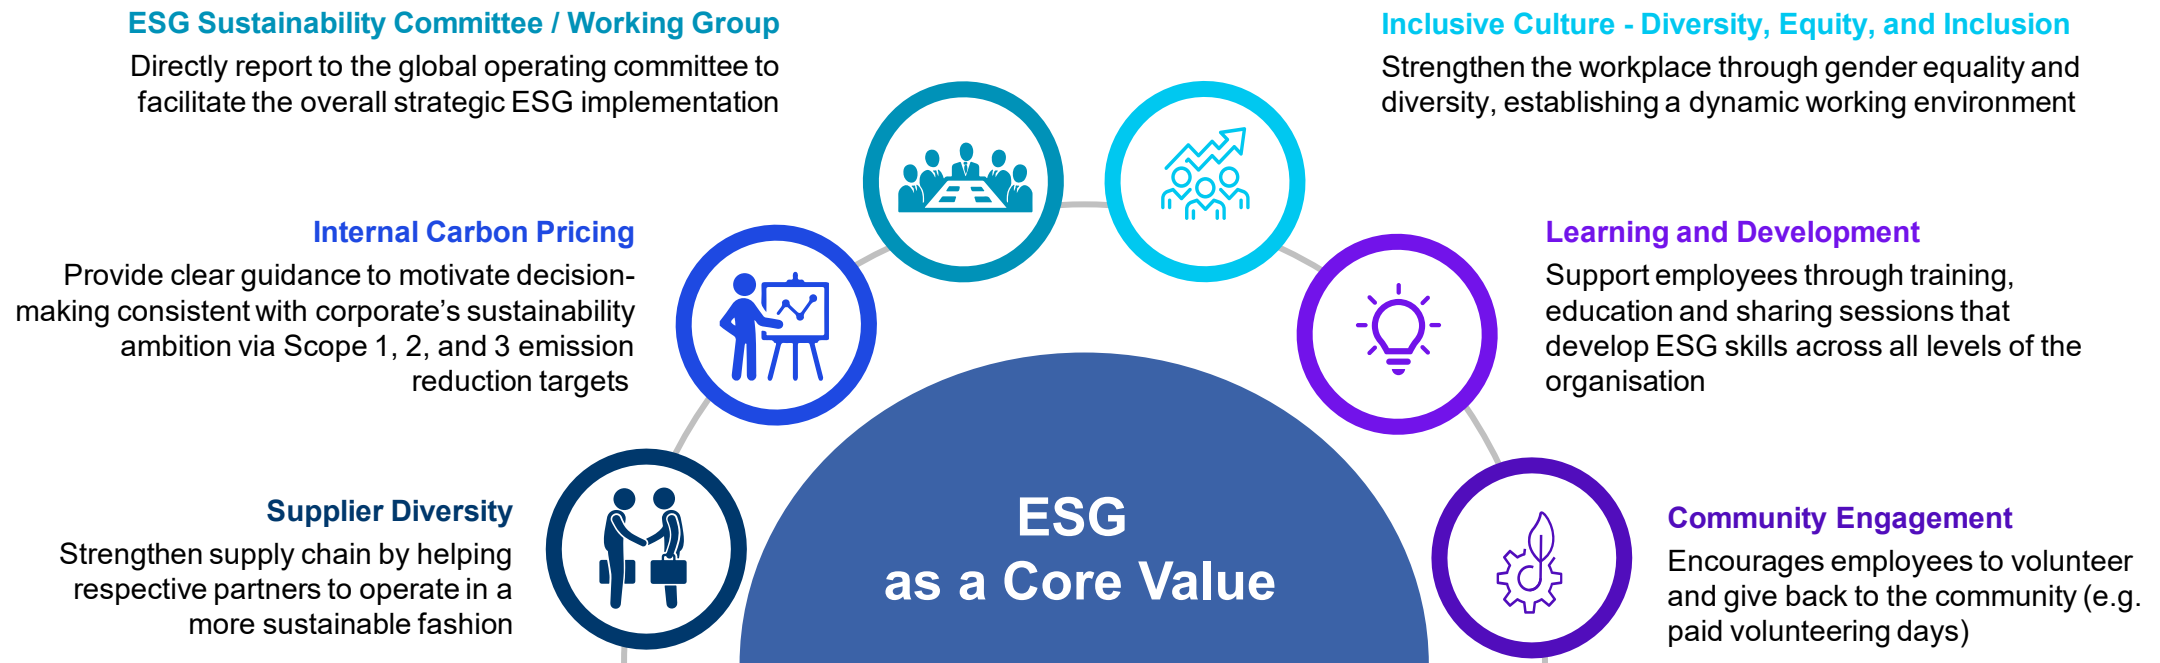 ESG Sustainability Committee / Working Group
Directly report to the global operating committee to
facilitate the overall strategic ESG implementation
Inclusive Culture - Diversity, Equity, and Inclusion
Strengthen the workplace through gender equality and
diversity, establishing a dynamic working environment
Internal Carbon Pricing
Provide clear guidance to motivate decision-
making consistent with corporate's sustainability
ambition via Scope 1, 2, and 3 emission
reduction targets
Learning and Development
Support employees through training,
education and sharing sessions that
develop ESG skills across all levels of the
organisation
Supplier Diversity
Strengthen supply chain by helping
respective partners to operate in a
more sustainable fashion
ESG
as a Core Value
Community Engagement
Encourages employees to volunteer
and give back to the community (e.g.
paid volunteering days)